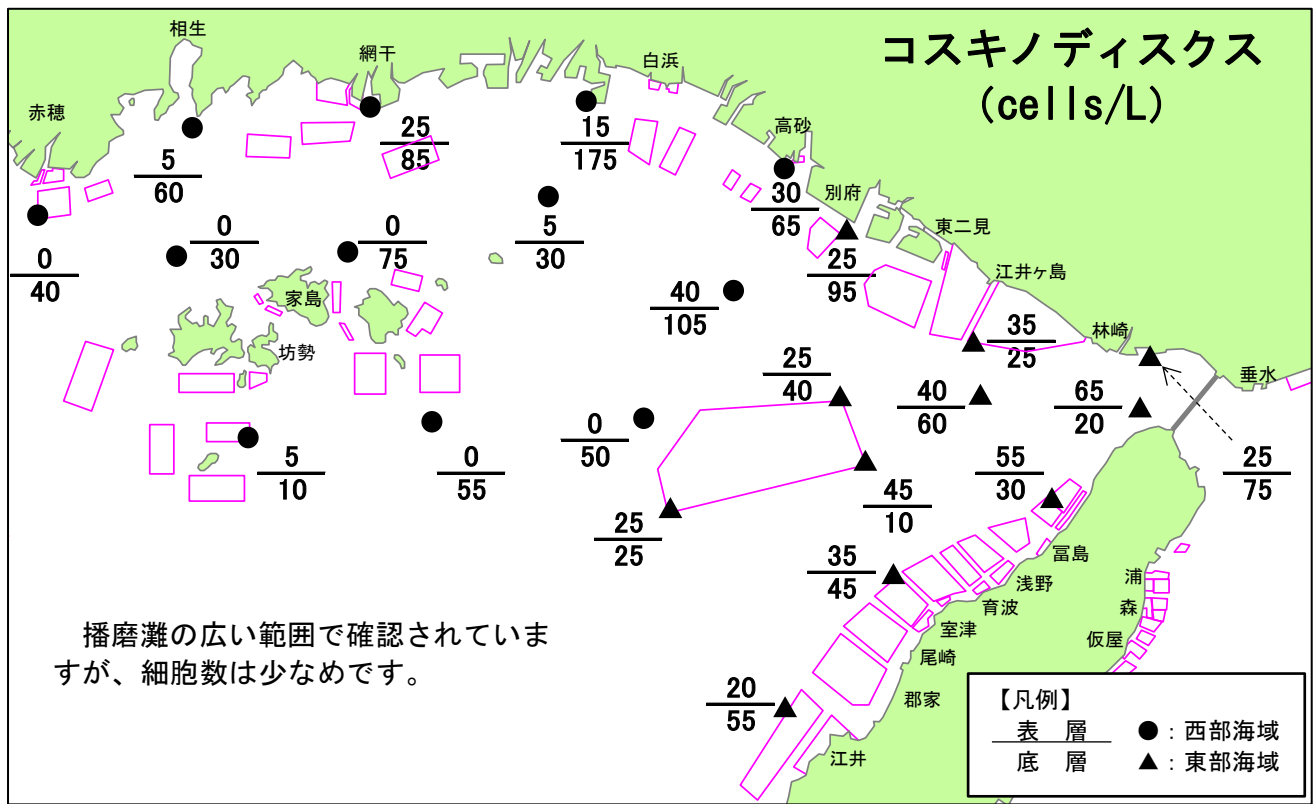 コスキノディスクス
(cells/L)
相生
網干
白浜
赤穂
高砂
別府
東二見
江井ヶ島
林崎
垂水
家島
坊勢
5
60
25
85
15
175
30
65
0
40
0
30
0
75
5
30
25
95
40
105
35
25
25
40
40
60
65
20
25
75
0
50
5
10
0
55
55
30
45
10
25
25
35
45
20
55
富島
浅野
育波
室津
尾崎
郡家
江井
浦
森
仮屋
播磨灘の広い範囲で確認されていま
すが、細胞数は少なめです。
【凡例】
表 層 ●：西部海域
底 層 ▲：東部海域